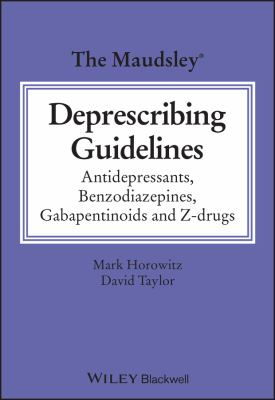 The Maudsley®
Deprescribing
Guidelines
Antidepressants,
Benzodiazepines,
Gabapentinoids and Z-drugs
Mark Horowitz
David Taylor
WILEY Blackwell